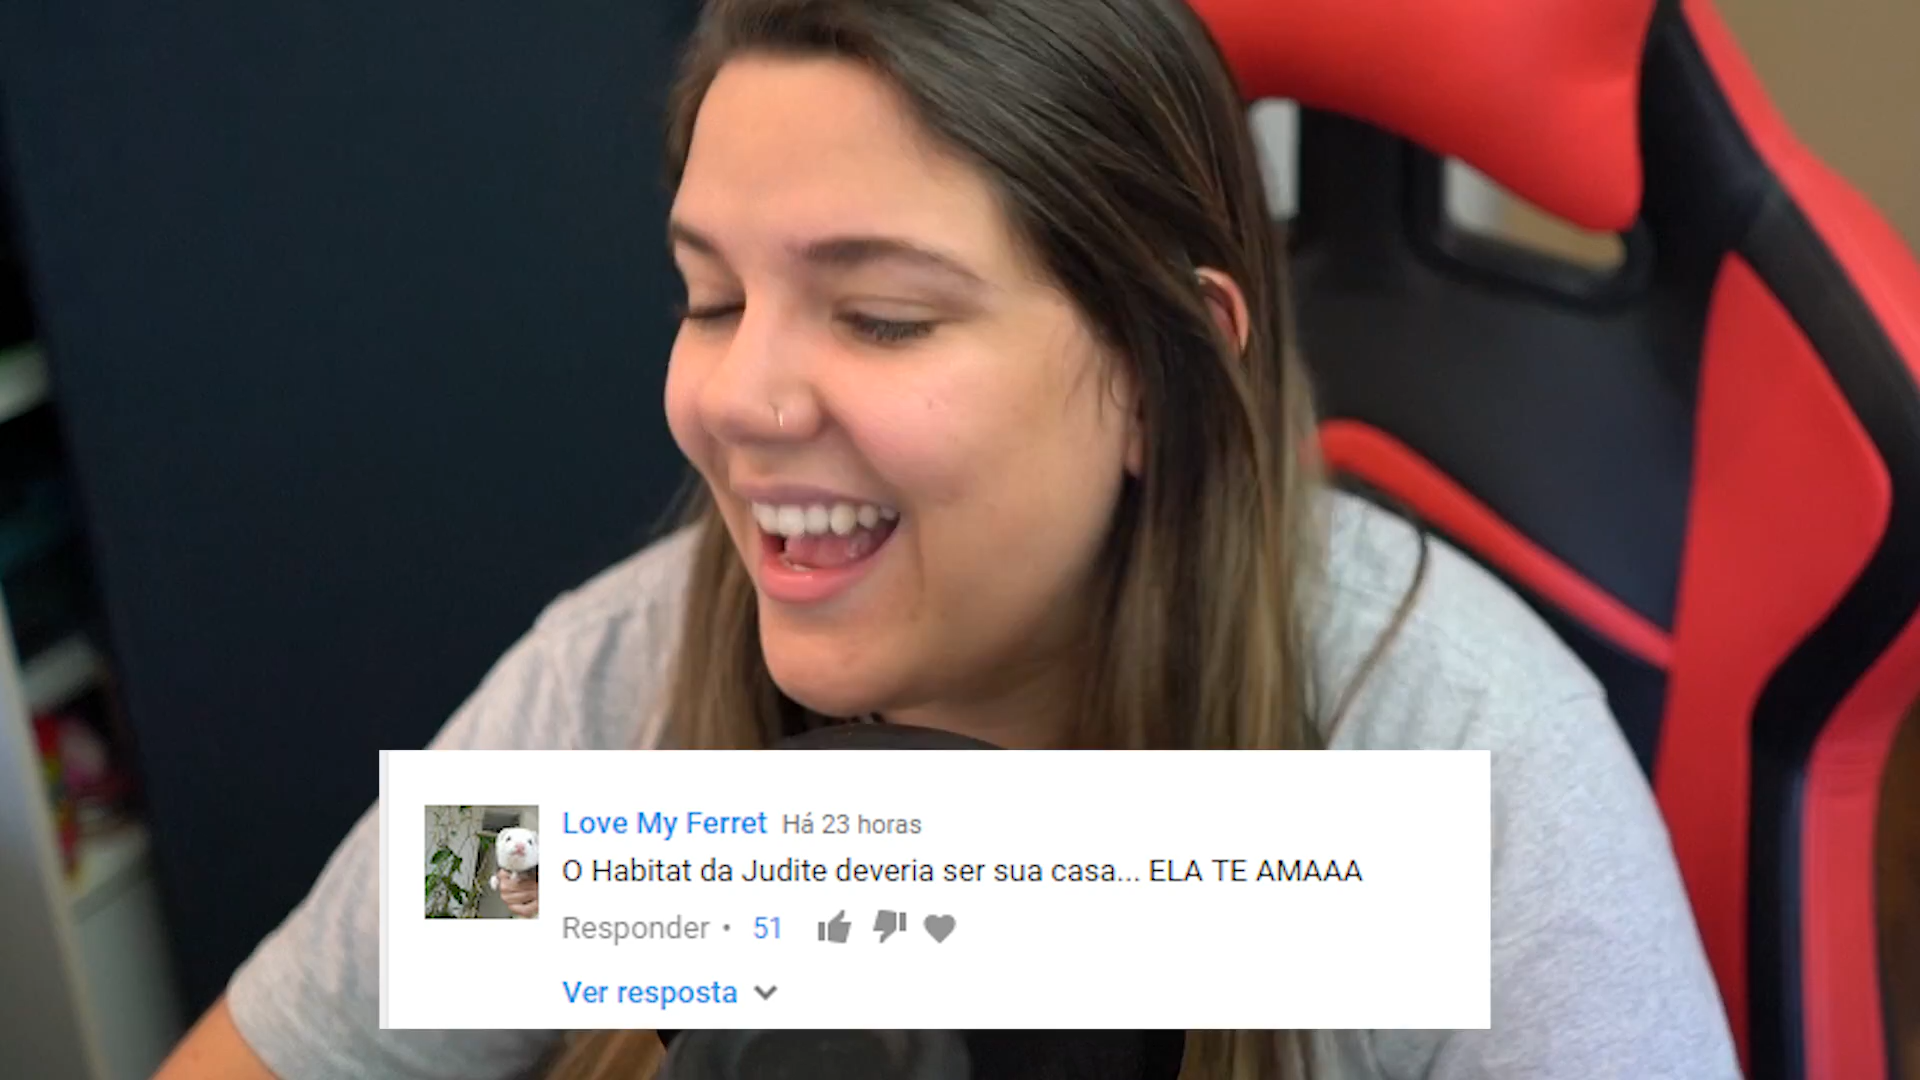 Love My Ferret Há 23 horas
O Habitat da Judite deveria ser sua casa... ELA TE AMAAA
Responder • 51
Ver resposta